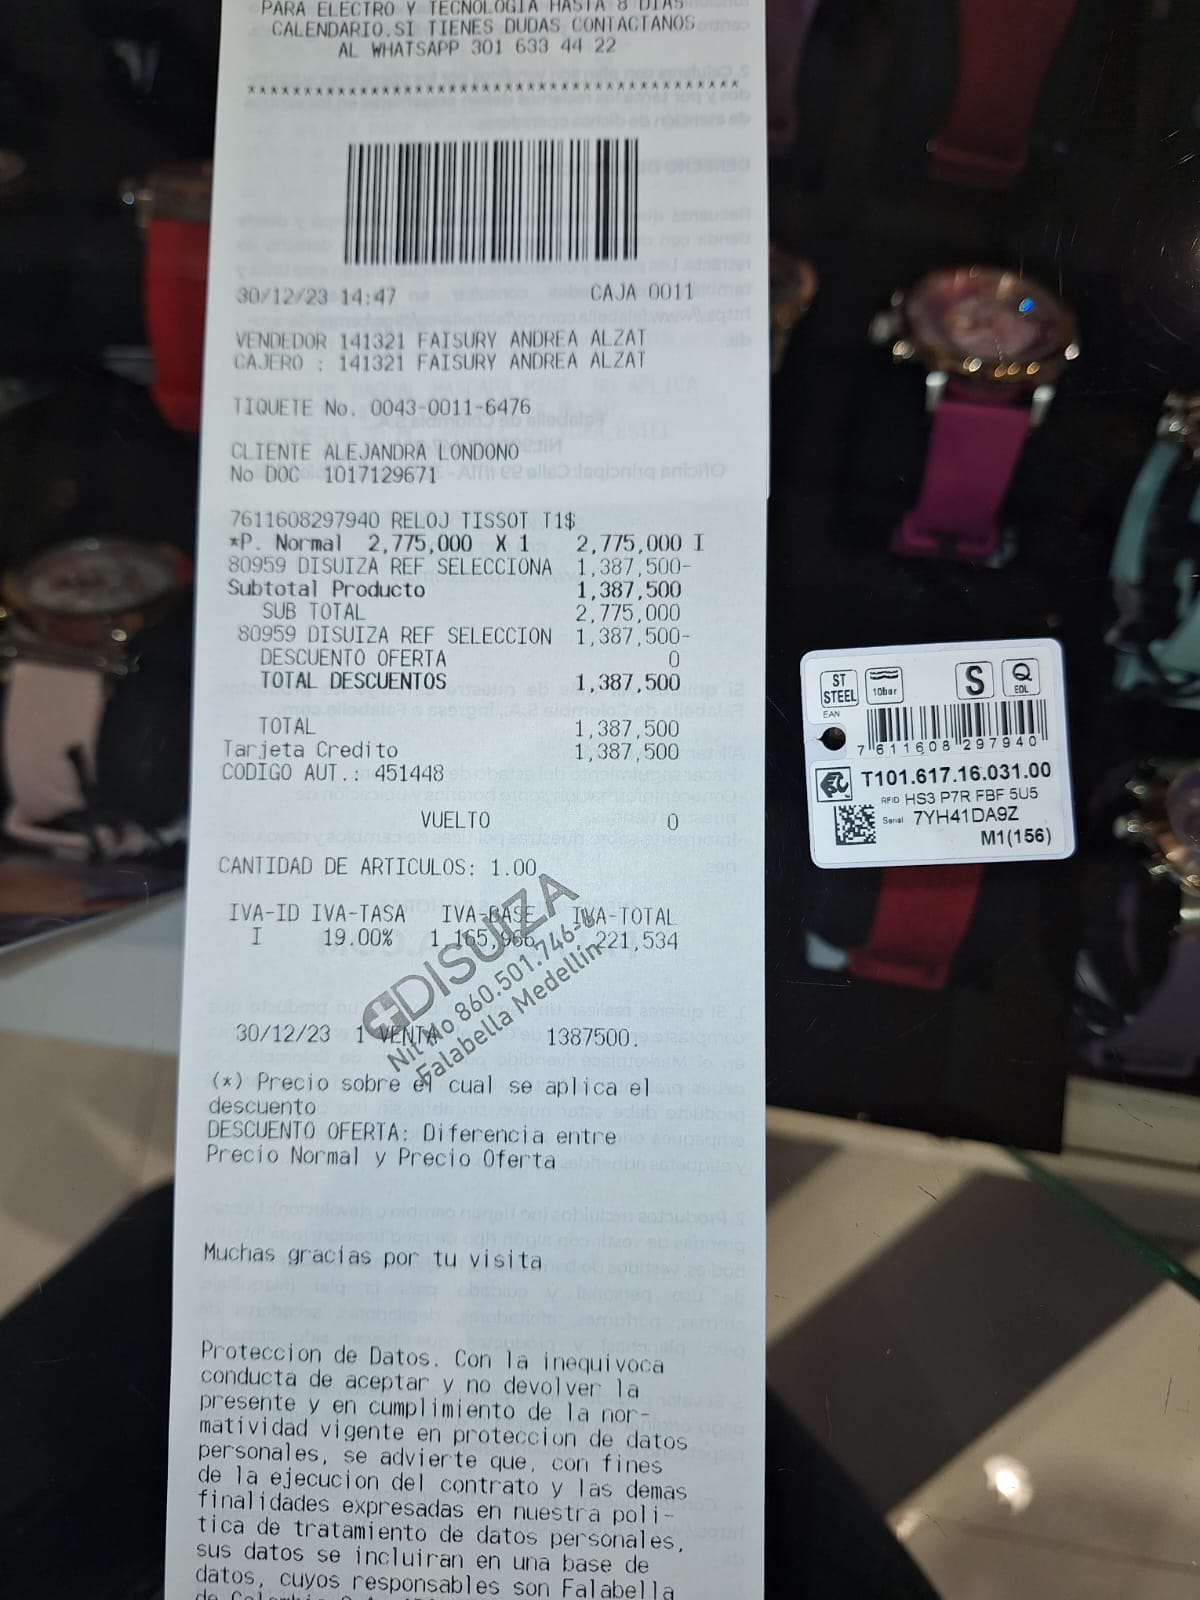 PARA ELECTRO Y TECNOLOGIA HASTA 8 DIAS
CALENDARIO.SI TIENES DUDAS CONTACTANOS
AL WHATSAPP 301 633 44 22
******************************************
30/12/23 14:47 CAJA 0011
VENDEDOR 141321 FAISURY ANDREA ALZAT
CAJERO : 141321 FAISURY ANDREA ALZAT
TIQUETE No. 0043-0011-6476
CLIENTE ALEJANDRA LONDONO
No DOC 1017129671
7611608297940 RELOJ TISSOT T1$
*P. Normal 2,775,000 X 1 2,775,000 I
80959 DISUIZA REF SELECCIONA 1,387,500-
Subtotal Producto 1,387,500
SUB TOTAL 2,775,000
80959 DISUIZA REF SELECCION 1,387,500-
DESCUENTO OFERTA 0
TOTAL DESCUENTOS 1,387,500
TOTAL 1,387,500
Tarjeta Credito 1,387,500
CODIGO AUT.: 451448
VUELTO 0
CANTIDAD DE ARTICULOS: 1.00
IVA-ID IVA-TASA IVA-BASE IVA-TOTAL
I 19.00% 1,165,966 221,534
DISUIZA
Nit No 860.501.746-
Falabella Medellin
30/12/23 1 VENTA 1387500.
(*) Precio sobre el cual se aplica el
descuento
DESCUENTO OFERTA: Diferencia entre
Precio Normal y Precio Oferta
Muchas gracias por tu visita
Proteccion de Datos. Con la inequivoca
conducta de aceptar y no devolver la
presente y en cumplimiento de la nor-
matividad vigente en proteccion de datos
personales, se advierte que, con fines
de la ejecucion del contrato y las demas
finalidades expresadas en nuestra poli-
tica de tratamiento de datos personales,
sus datos se incluiran en una base de
datos, cuyos responsables son Falabella
de Colombia
ST STEEL
10bar
S
Q
EOL
EAN
7 611608 297940
T101.617.16.031.00
RFID HS3 P7R FBF 5U5
Serial 7YH41DA9Z
M1(156)